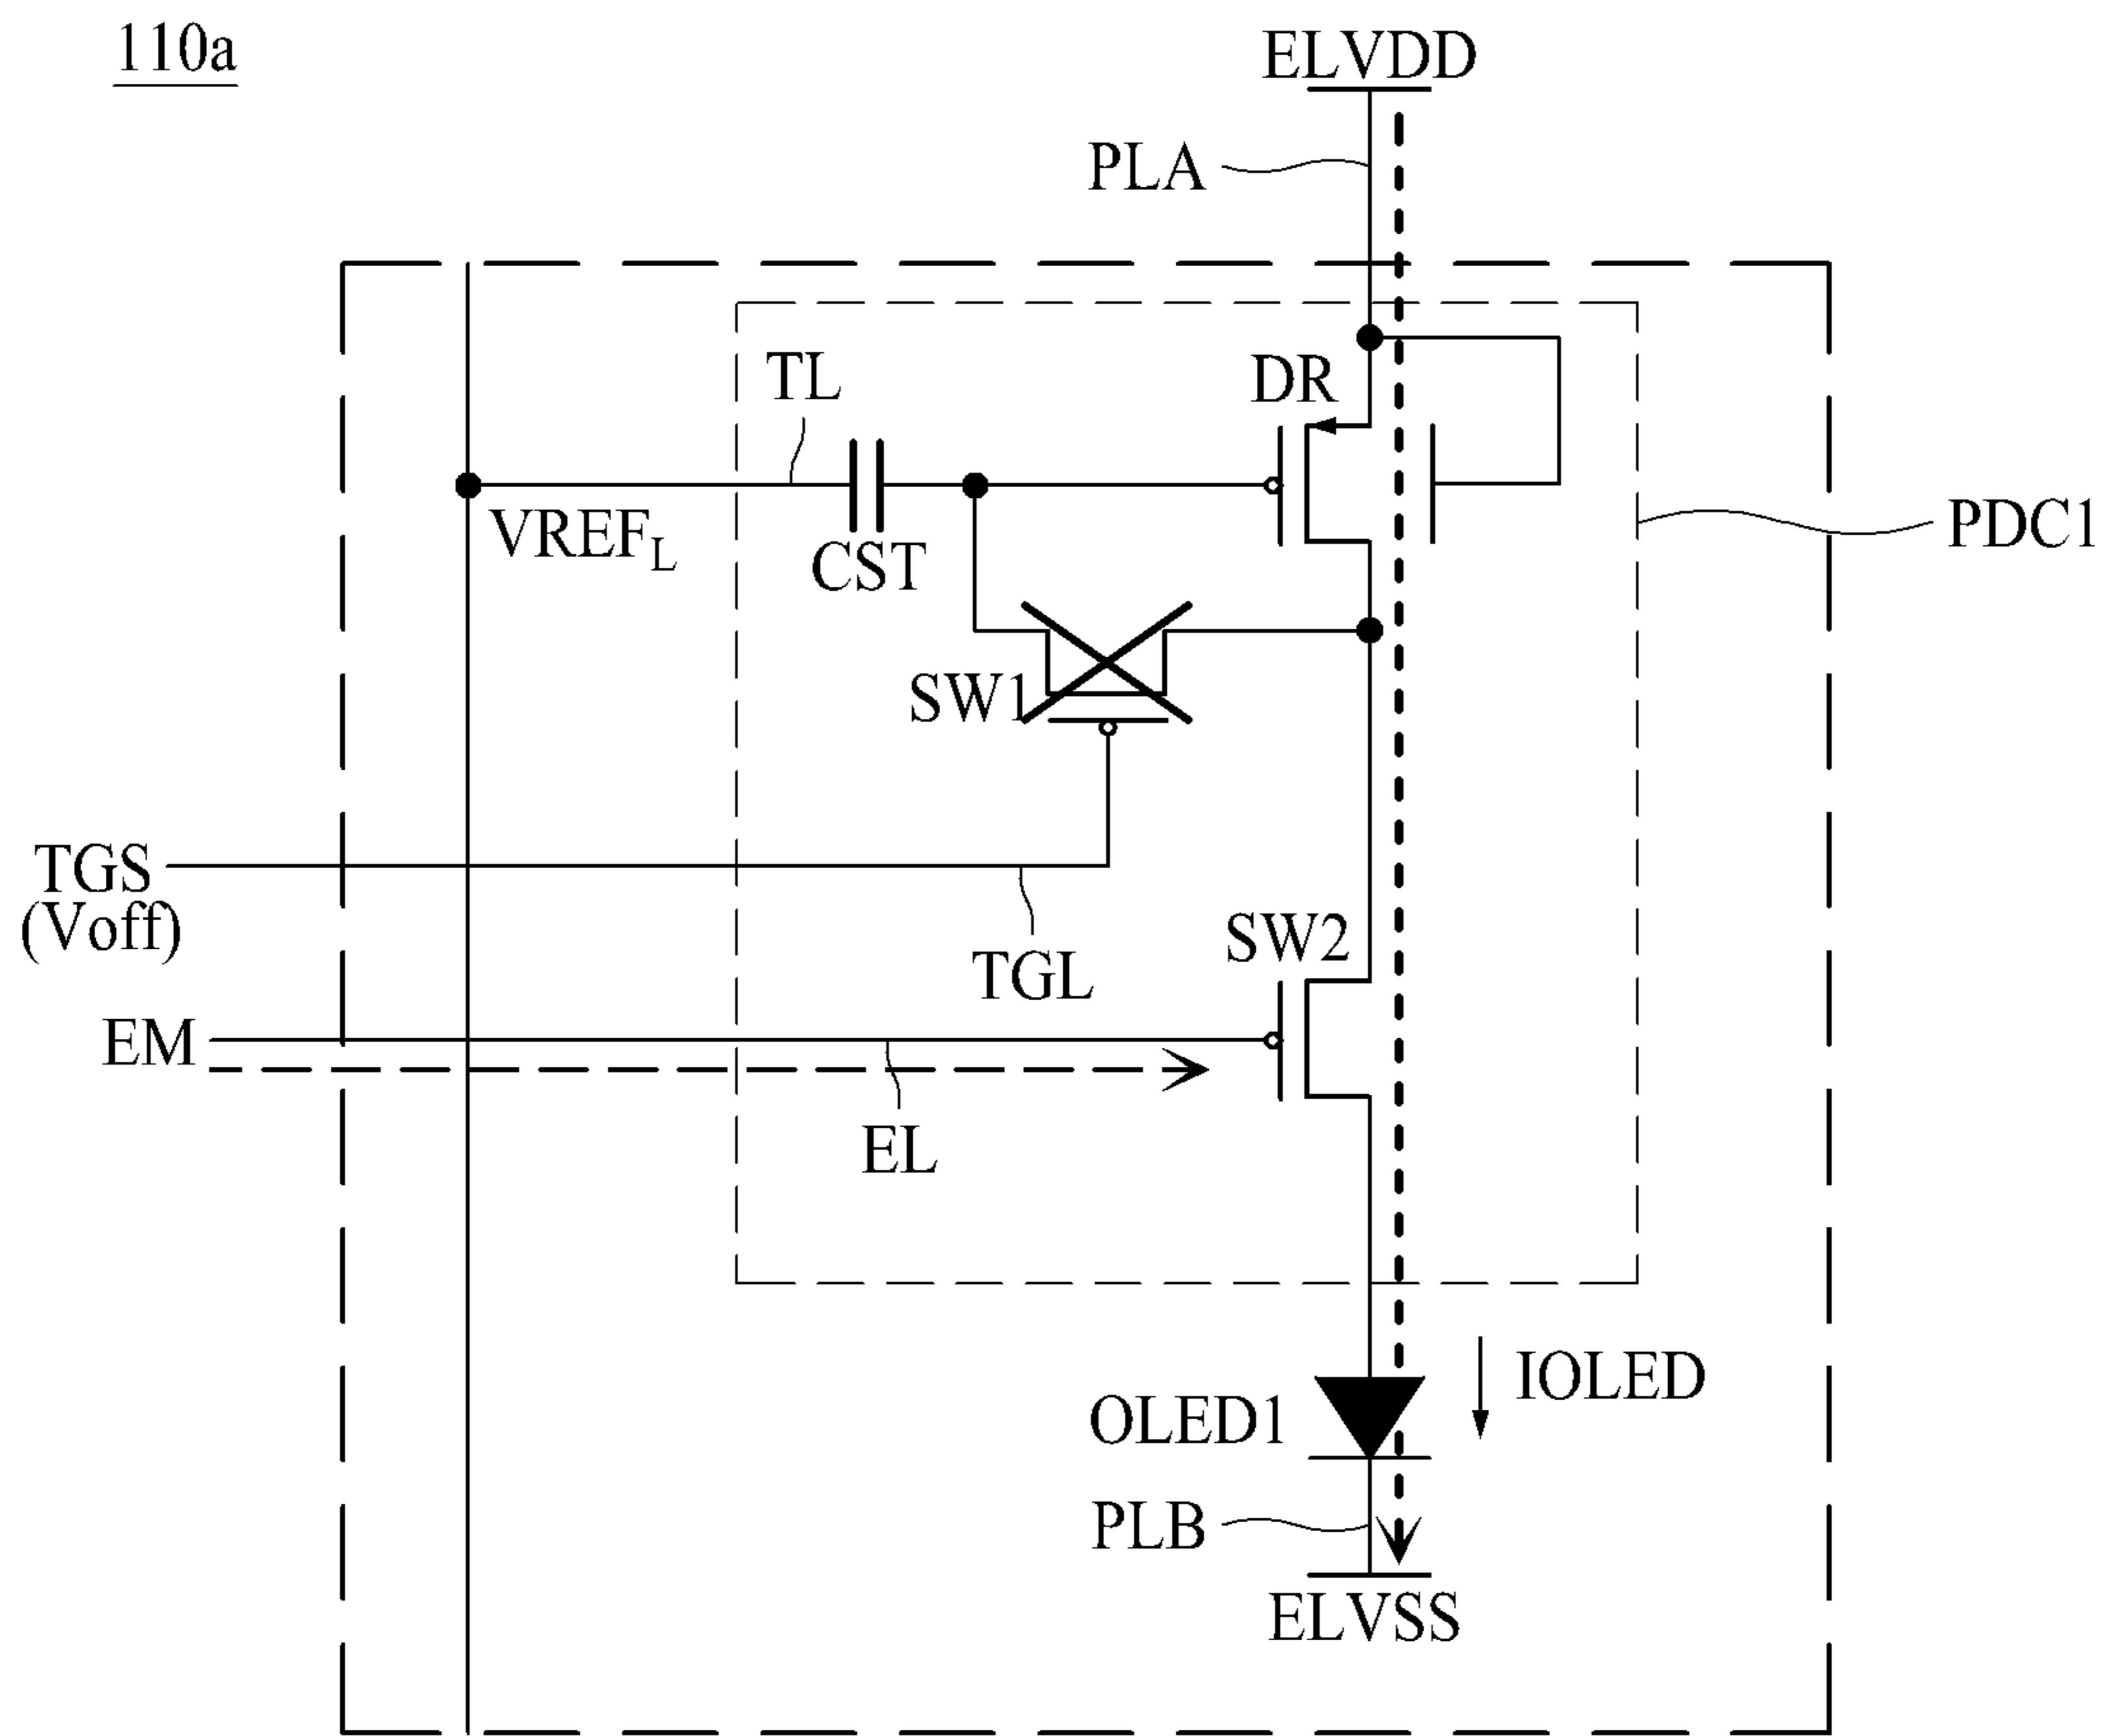 110a
ELVDD
PLA
TL
DR
VREFL
CST
PDC1
SW1
TGS
(Voff)
SW2
TGL
EM
EL
IOLED
OLED1
PLB
ELVSS